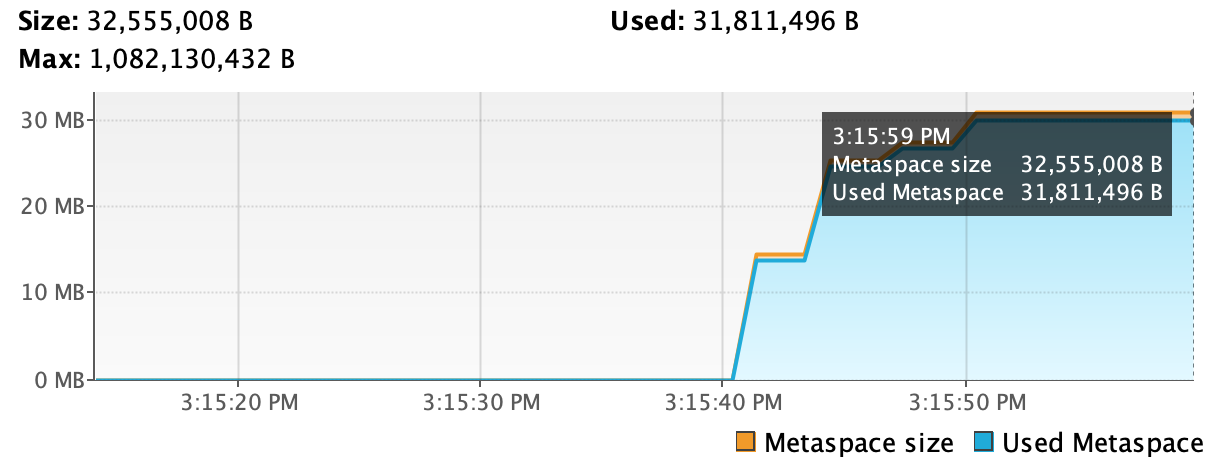 Size: 32,555,008 B Used: 31,811,496 B
Max: 1,082,130,432 B
30 MB
3:15:59 PM
Metaspace size 32,555,008 B
Used Metaspace 31,811,496 B
20 MB
10 MB
0 MB
3:15:20 PM 3:15:30 PM 3:15:40 PM 3:15:50 PM
Metaspace size Used Metaspace